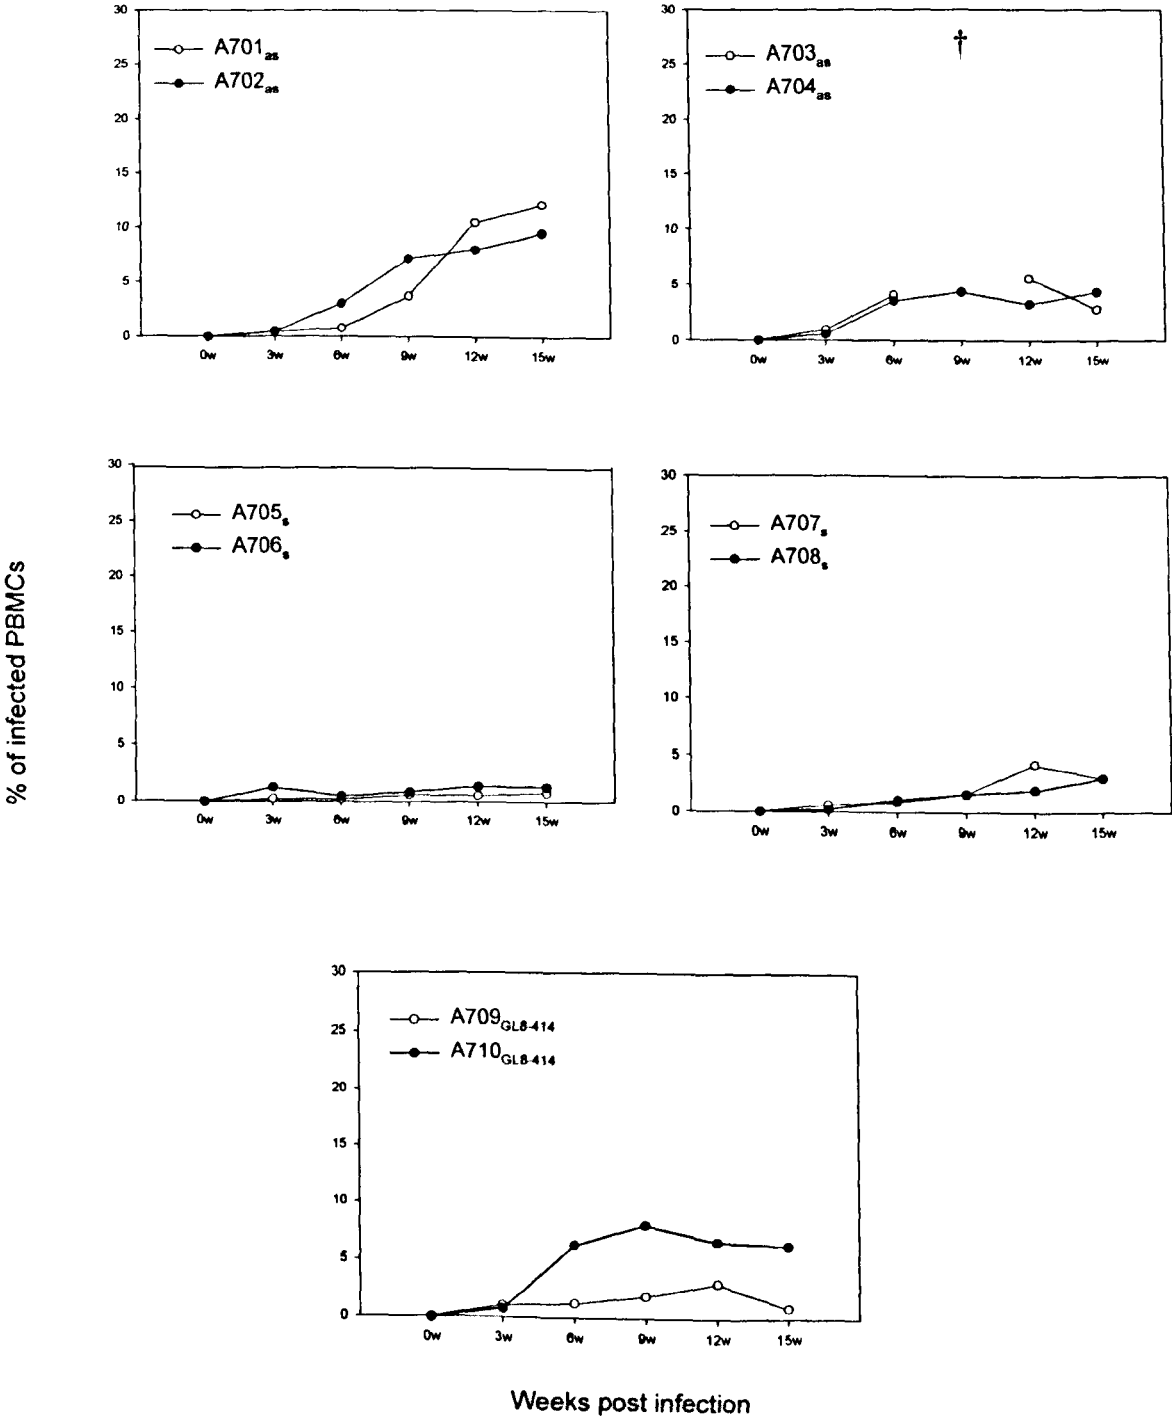 30
25
20
15
10
5
0
A701as
A702as
0w 3w 6w 9w 12w 15w
30
25
20
15
10
5
0
A703as
A704as
†
0w 3w 6w 9w 12w 15w
% of infected PBMCs
30
25
20
15
10
5
0
A705s
A706s
0w 3w 6w 9w 12w 15w
30
25
20
15
10
5
0
A707s
A708s
0w 3w 6w 9w 12w 15w
30
25
20
15
10
5
0
A709GL8-414
A710GL8-414
0w 3w 6w 9w 12w 15w
Weeks post infection